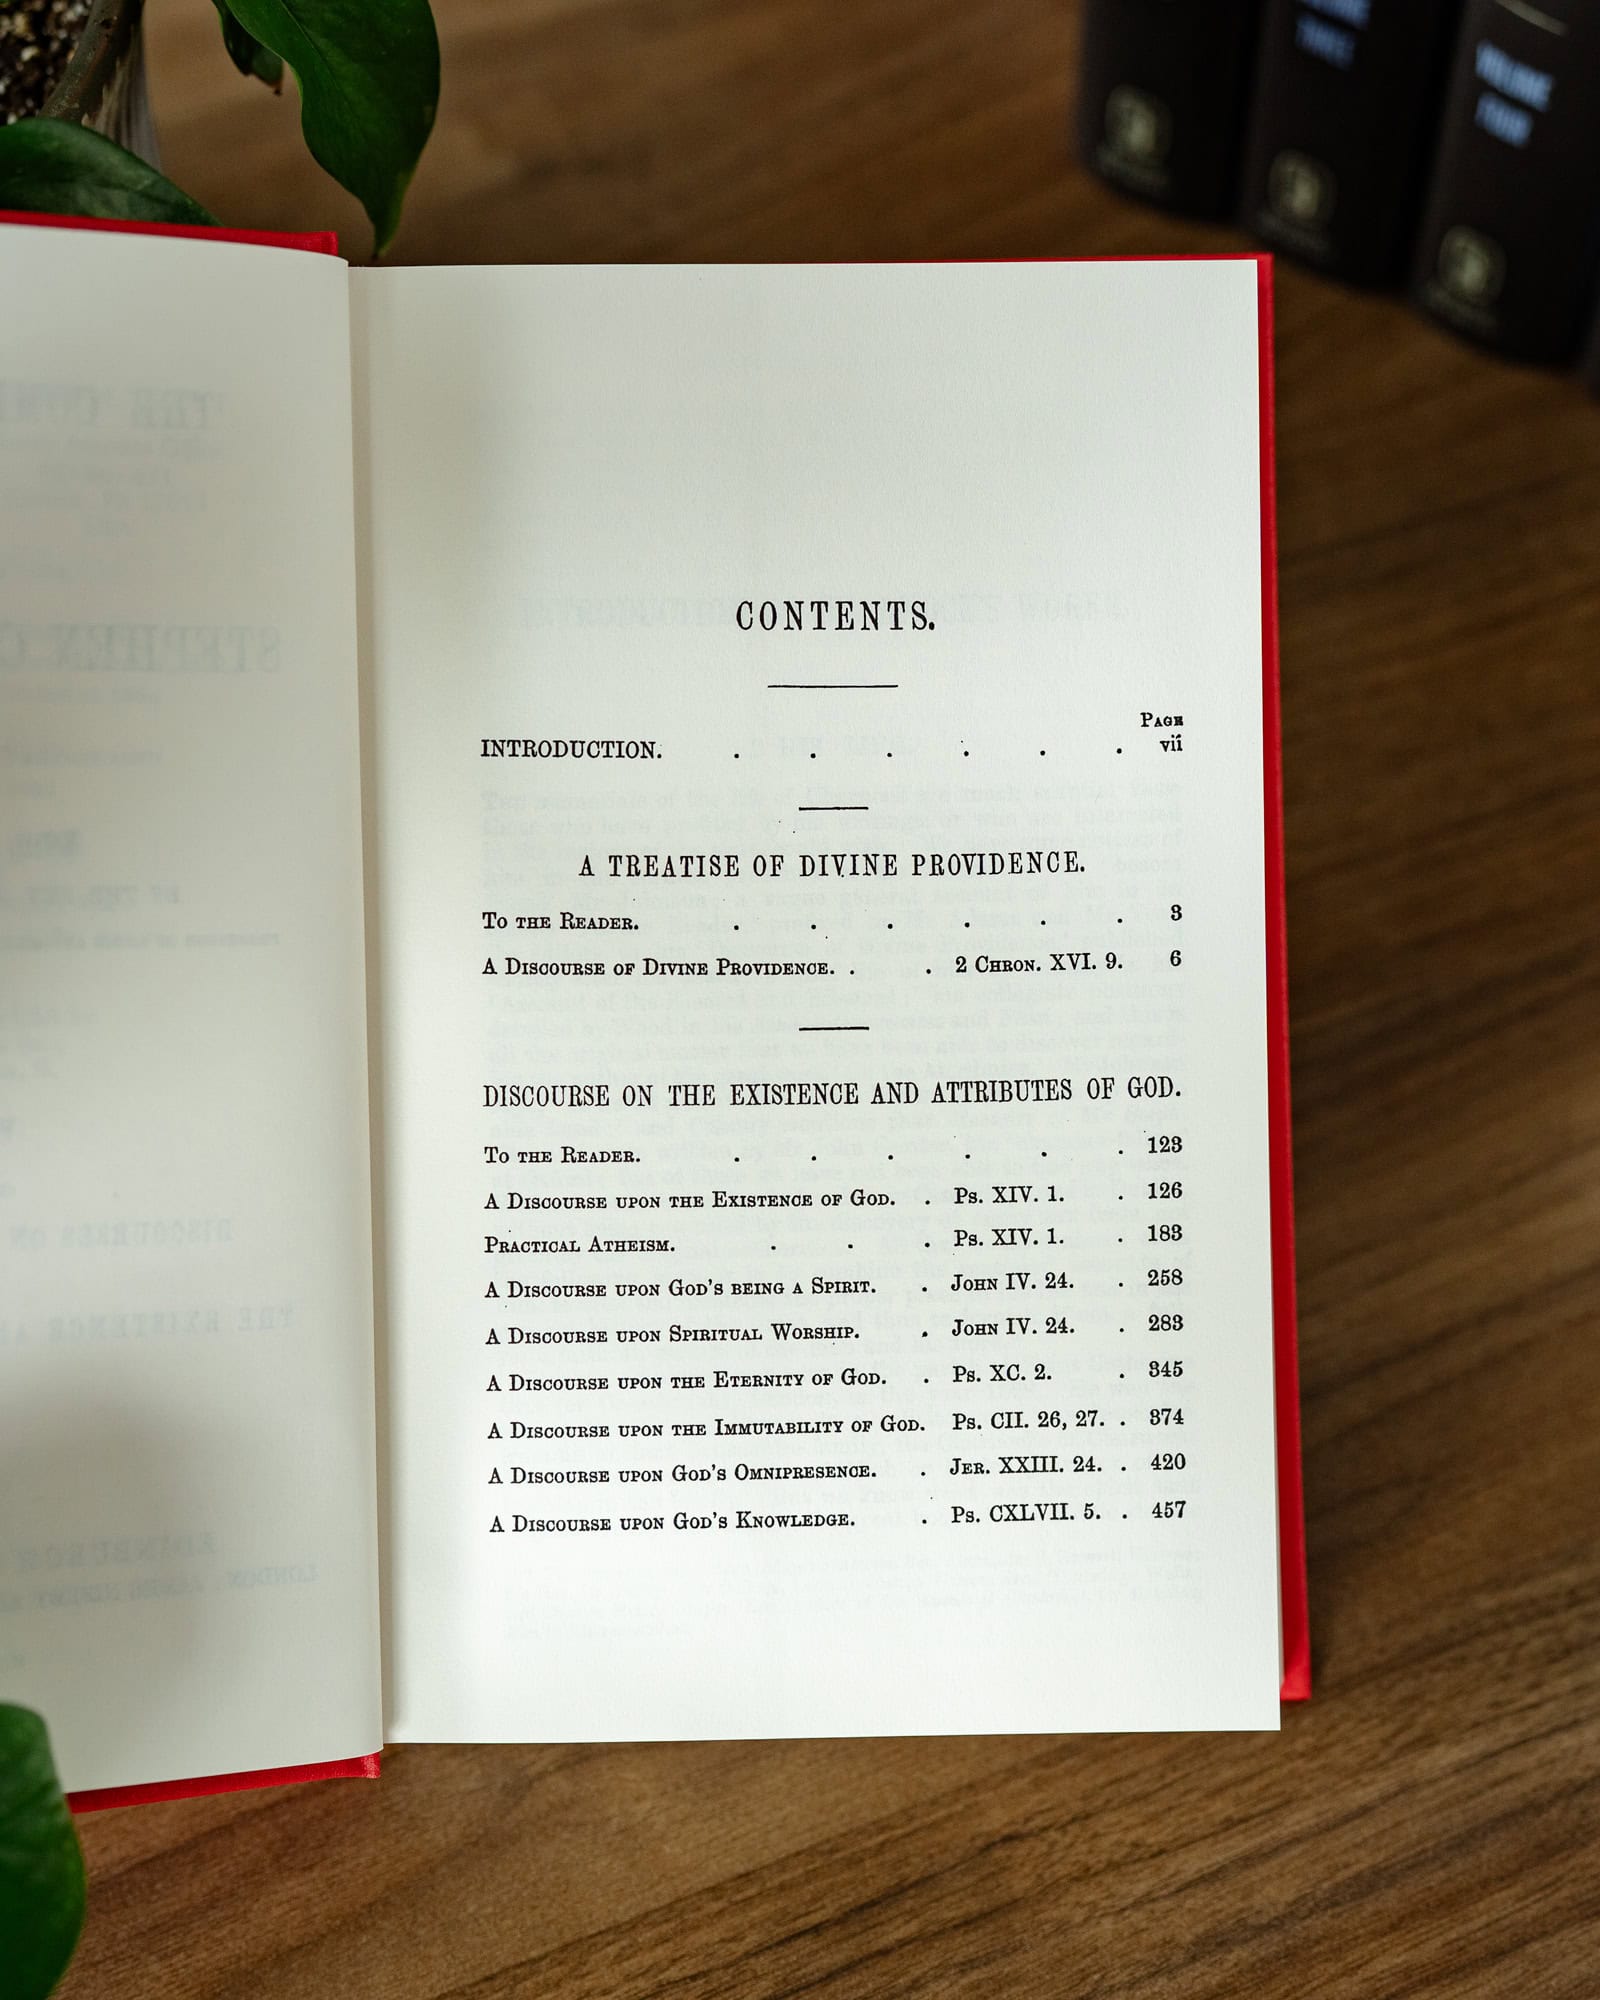 VOLUME
FOUR
THREE
CONTENTS.
PAGE
INTRODUCTION. . . . . . . vii
A TREATISE OF DIVINE PROVIDENCE.
TO THE READER. . . . . . . 3
A DISCOURSE OF DIVINE PROVIDENCE. . . 2 CHRON. XVI. 9. 6
DISCOURSE ON THE EXISTENCE AND ATTRIBUTES OF GOD.
TO THE READER. . . . . . . 123
A DISCOURSE UPON THE EXISTENCE OF GOD. . Ps. XIV. 1. . 126
PRACTICAL ATHEISM. . . . Ps. XIV. 1. . 183
A DISCOURSE UPON GOD'S BEING A SPIRIT. . JOHN IV. 24. . 258
A DISCOURSE UPON SPIRITUAL WORSHIP. . JOHN IV. 24. . 283
A DISCOURSE UPON THE ETERNITY OF GOD. . Ps. XC. 2. . 345
A DISCOURSE UPON THE IMMUTABILITY OF GOD. Ps. CII. 26, 27. . 374
A DISCOURSE UPON GOD'S OMNIPRESENCE. . JER. XXIII. 24. . 420
A DISCOURSE UPON GOD'S KNOWLEDGE. . Ps. CXLVII. 5. . 457